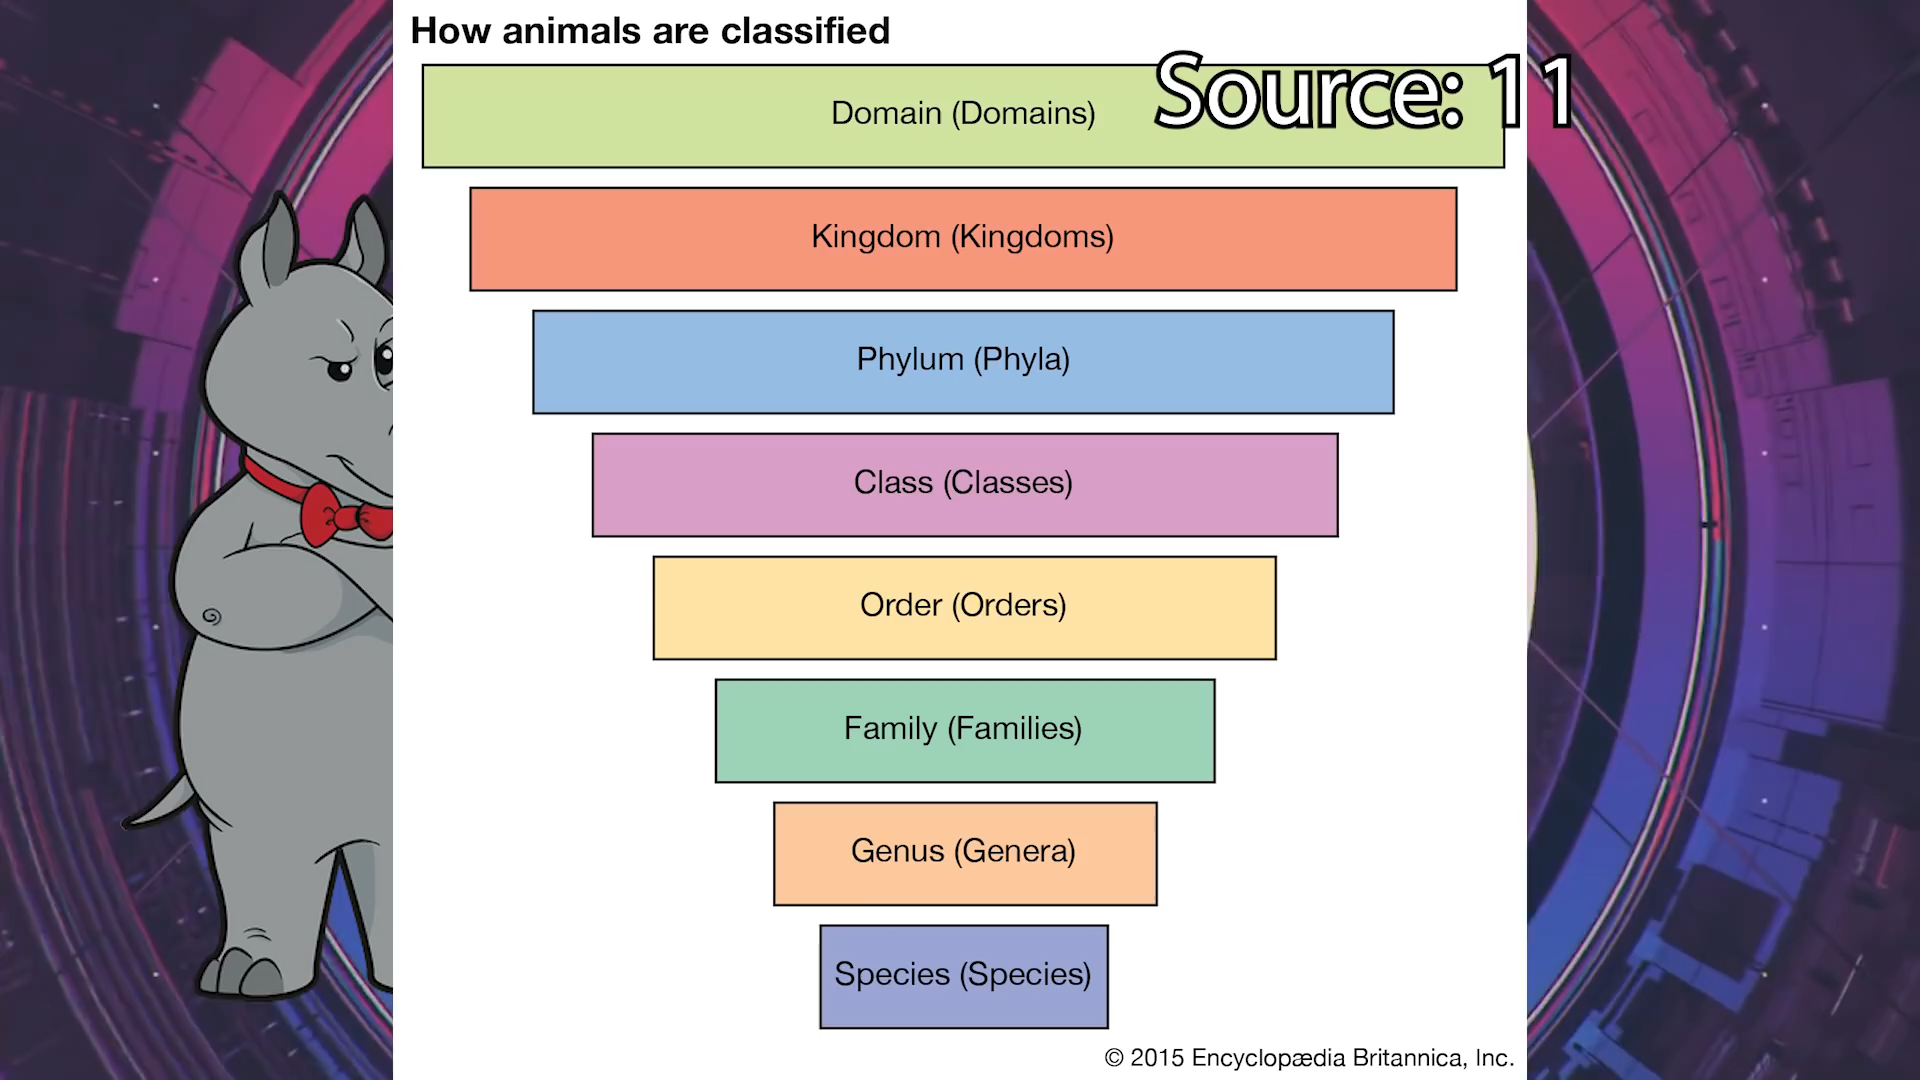 How animals are classified
Source: 11
Domain (Domains)
Kingdom (Kingdoms)
Phylum (Phyla)
Class (Classes)
Order (Orders)
Family (Families)
Genus (Genera)
Species (Species)
© 2015 Encyclopædia Britannica, Inc.